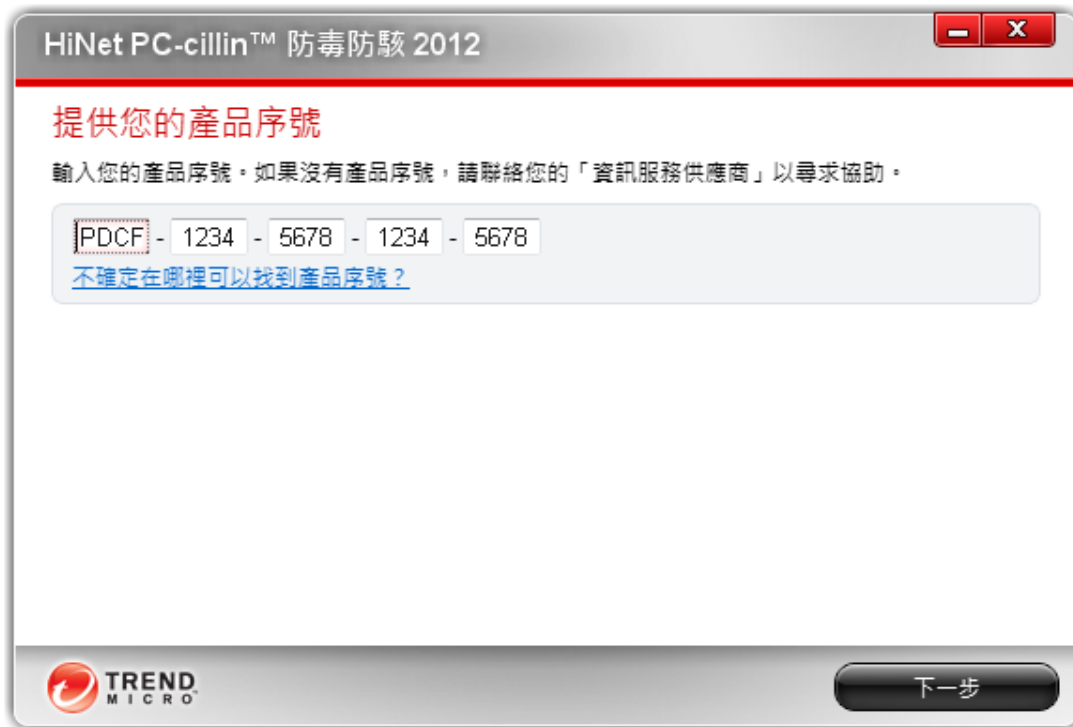 HiNet PC-cillin™ 防毒防駭 2012
提供您的產品序號
輸入您的產品序號。如果沒有產品序號，請聯絡您的「資訊服務供應商」以尋求協助。
PDCF - 1234 - 5678 - 1234 - 5678
不確定在哪裡可以找到產品序號？
TREND
MICRO™
下一步